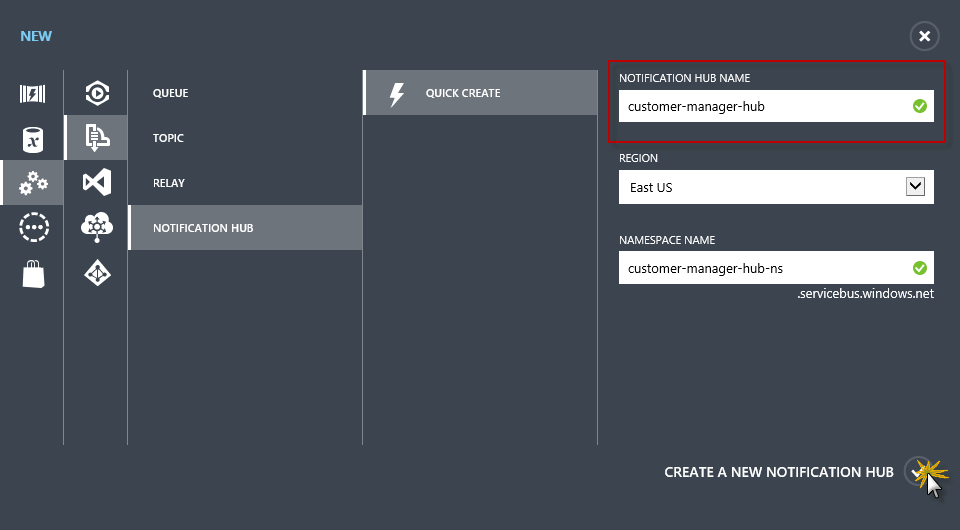 NEW
QUEUE
TOPIC
RELAY
NOTIFICATION HUB
QUICK CREATE
NOTIFICATION HUB NAME
customer-manager-hub
REGION
East US
NAMESPACE NAME
customer-manager-hub-ns
.servicebus.windows.net
CREATE A NEW NOTIFICATION HUB